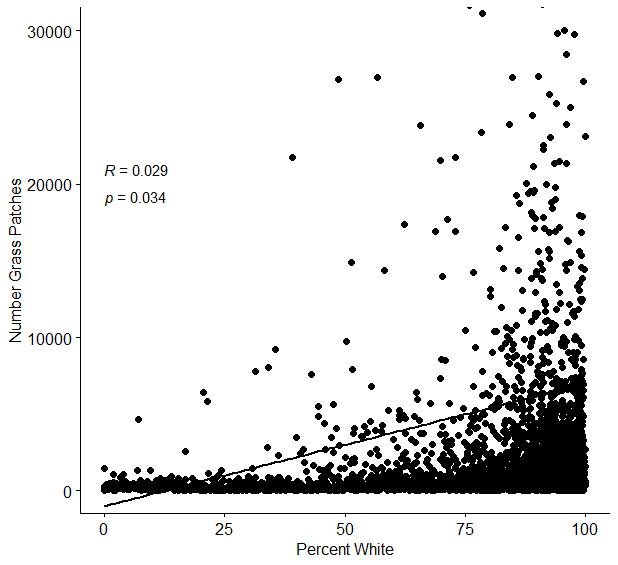 30000
20000
10000
0
Number Grass Patches
R = 0.029
p = 0.034
0 25 50 75 100
Percent White